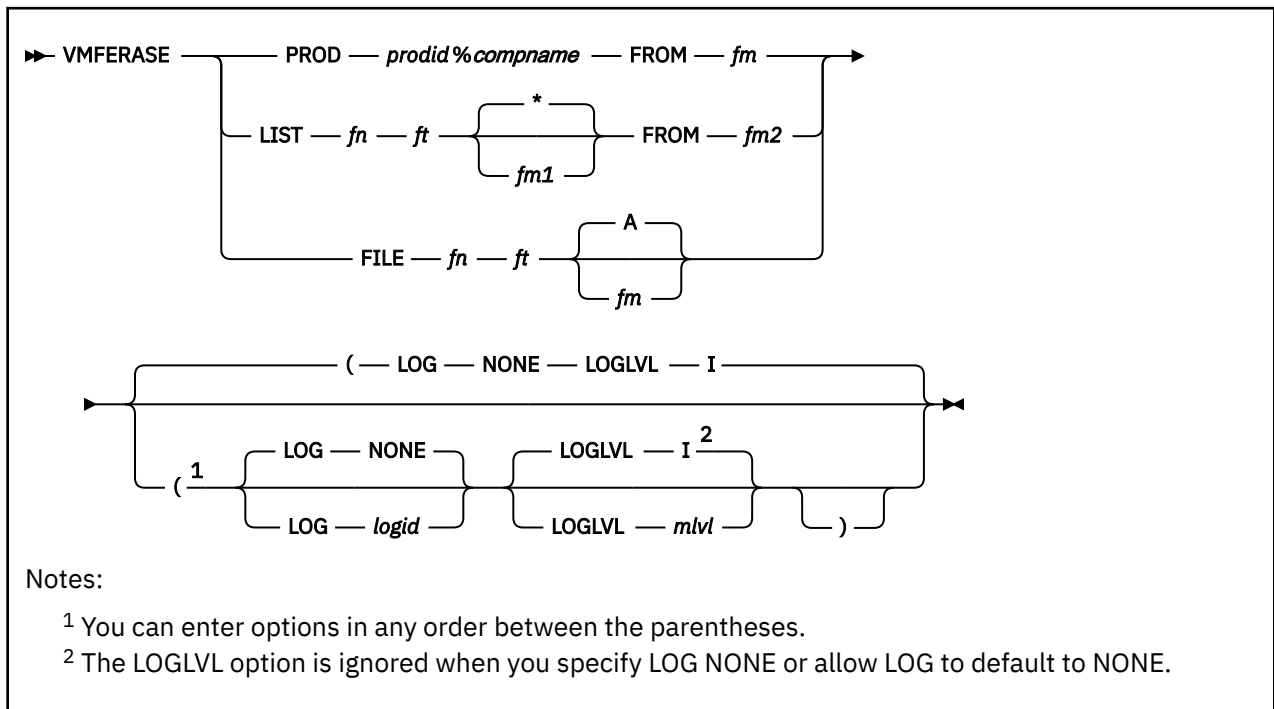 VMFERASE PROD prodid%compname FROM fm
*
LIST fn ft FROM fm2
fm1
A
FILE fn ft
fm
( LOG NONE LOGLVL I
LOG NONE LOGLVL I 2
( 1
LOG logid LOGLVL mlvl )
Notes:
1 You can enter options in any order between the parentheses.
2 The LOGLVL option is ignored when you specify LOG NONE or allow LOG to default to NONE.